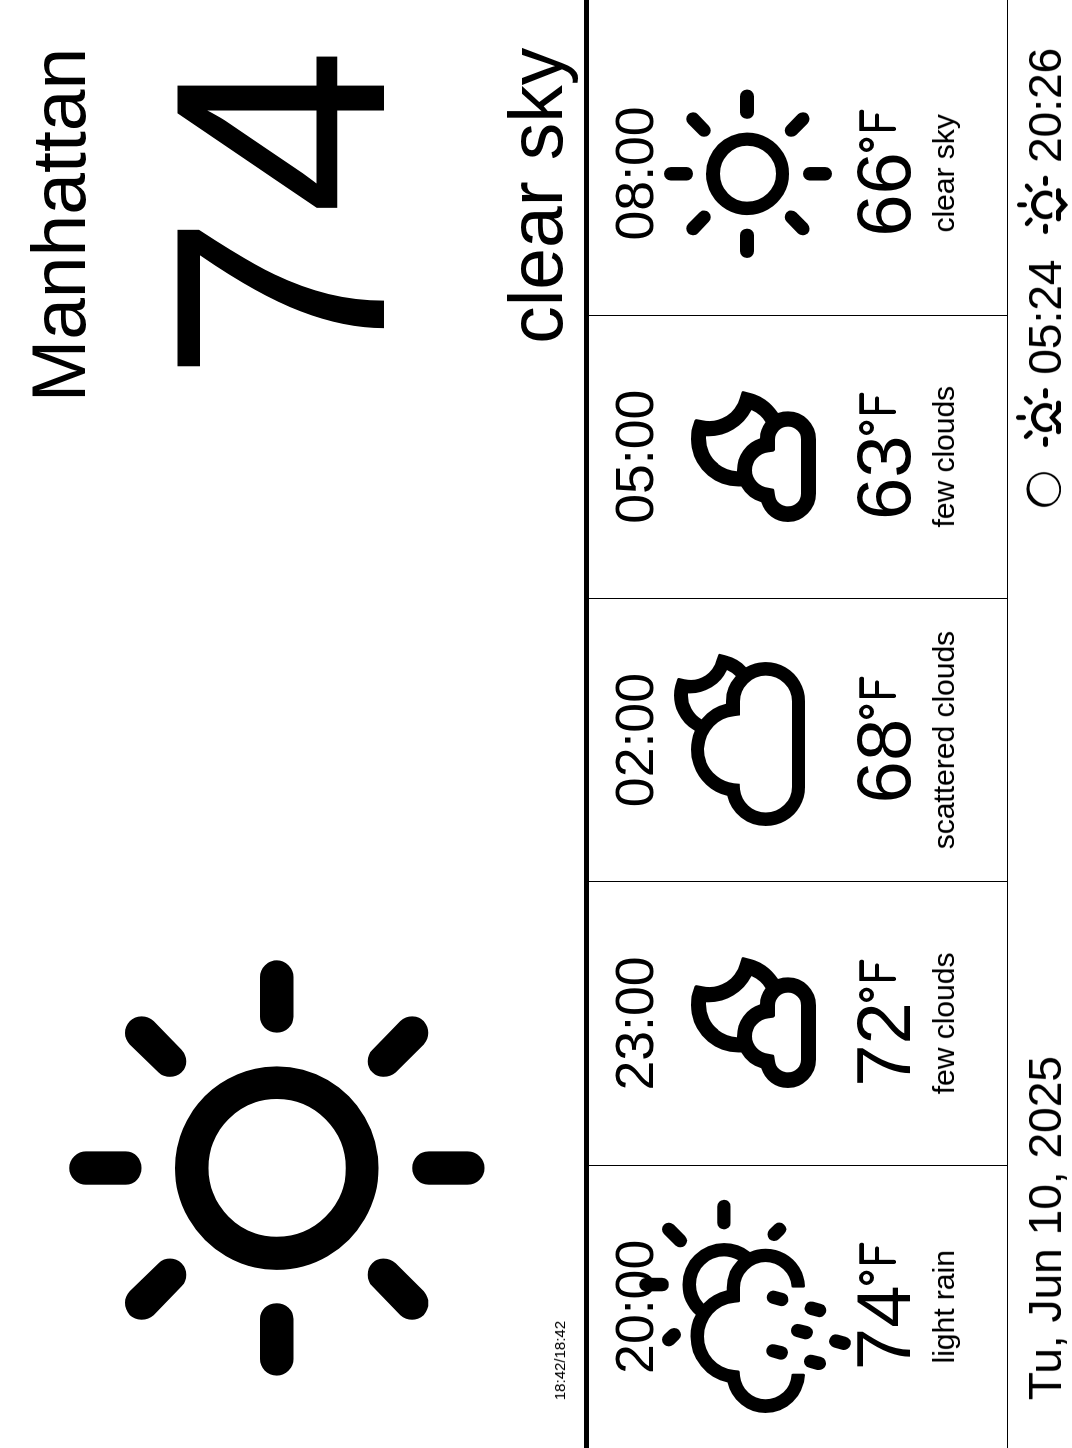 Manhattan
74
clear sky
18:42/18:42
20:00 23:00 02:00 05:00 08:00
74°F 72°F 68°F 63°F 66°F
light rain few clouds scattered clouds few clouds clear sky
Tu, Jun 10, 2025 05:24 20:26